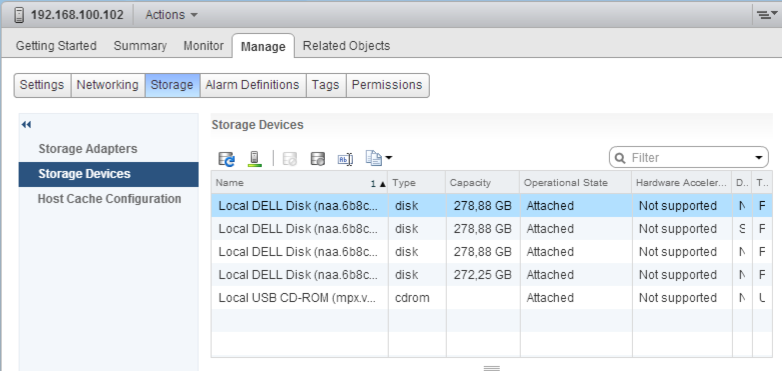 192.168.100.102 Actions
Getting Started Summary Monitor Manage Related Objects
Settings Networking Storage Alarm Definitions Tags Permissions
Storage Devices
Storage Adapters
Storage Devices
Host Cache Configuration
Filter
Name 1 Type Capacity Operational State Hardware Acceler... D.. T..
Local DELL Disk (naa.6b8c... disk 278,88 GB Attached Not supported N F
Local DELL Disk (naa.6b8c... disk 278,88 GB Attached Not supported S F
Local DELL Disk (naa.6b8c... disk 278,88 GB Attached Not supported N F
Local DELL Disk (naa.6b8c... disk 272,25 GB Attached Not supported N F
Local USB CD-ROM (mpx.v... cdrom Attached Not supported N U